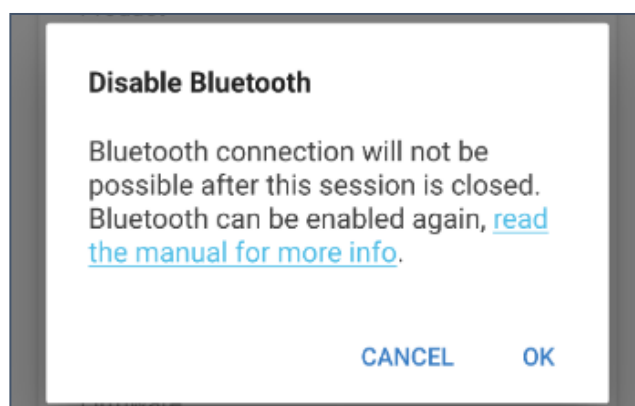 Disable Bluetooth
Bluetooth connection will not be
possible after this session is closed.
Bluetooth can be enabled again, read
the manual for more info.
CANCEL OK